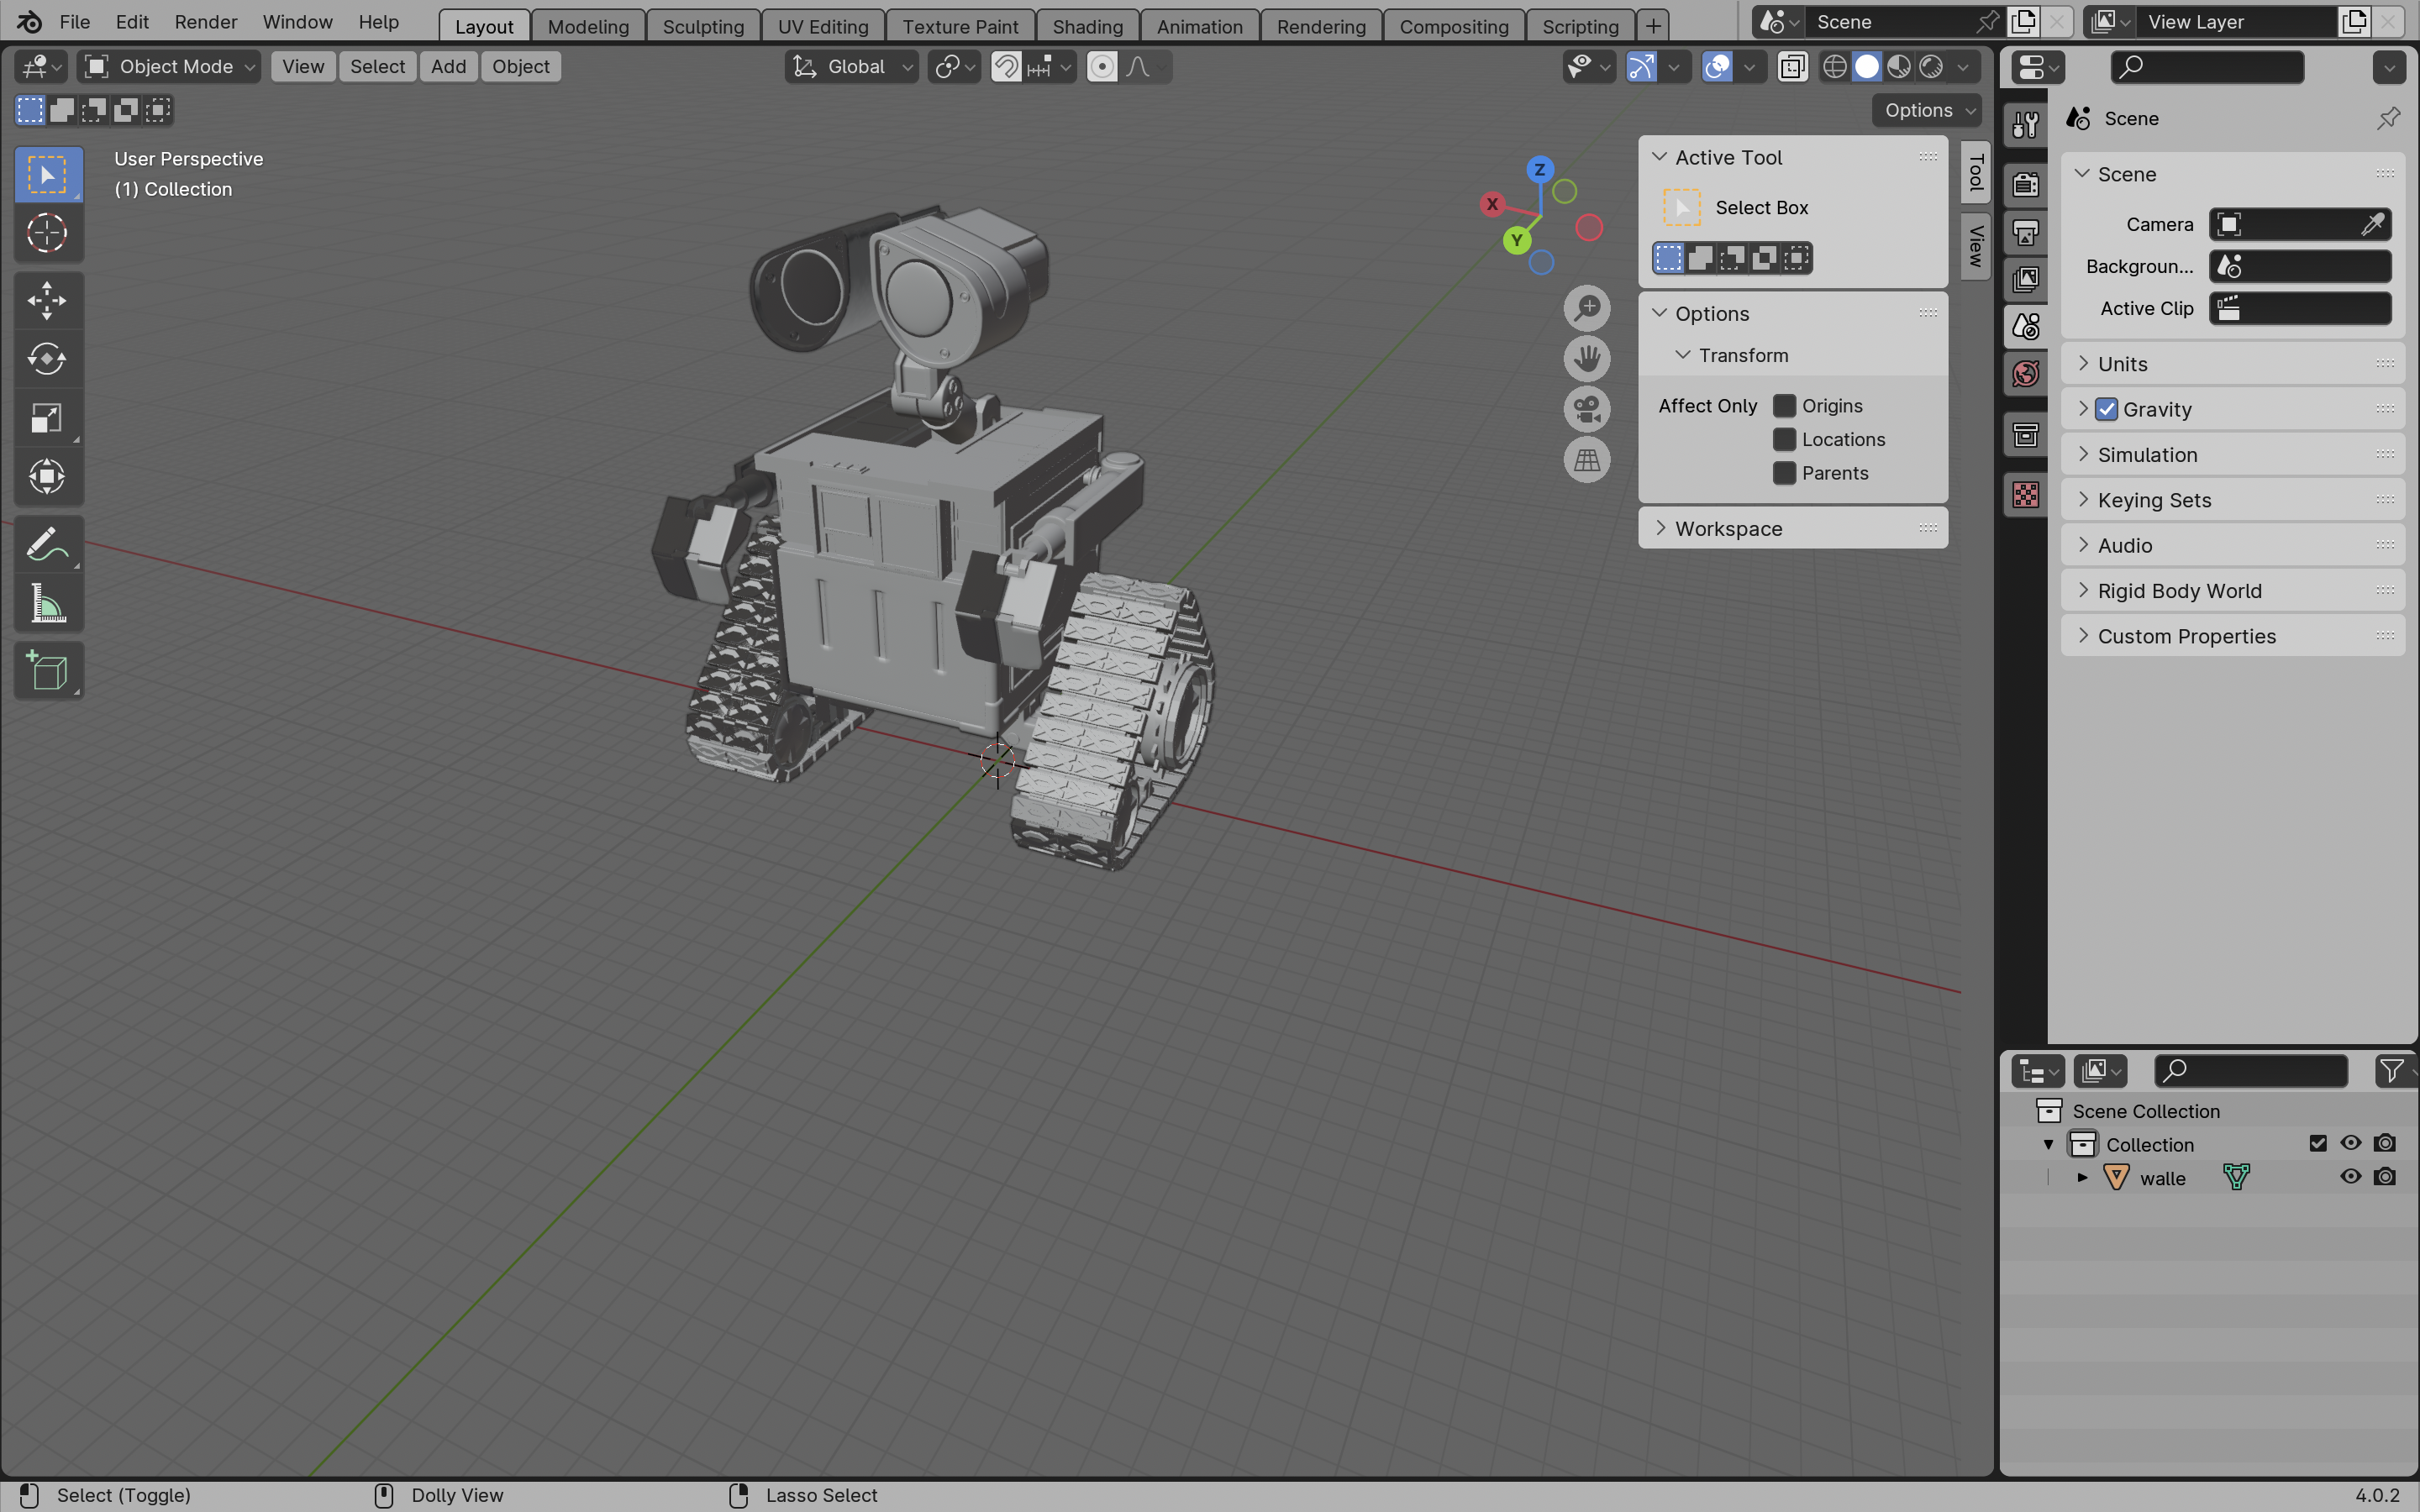 File Edit Render Window Help
Layout Modeling Sculpting UV Editing Texture Paint Shading Animation Rendering Compositing Scripting
Scene
View Layer
Object Mode View Select Add Object
Global
Options
User Perspective
(1) Collection
Z
X
Y
Active Tool
Select Box
Options
Transform
Affect Only Origins
Locations
Parents
Workspace
Tool
View
Scene
Scene
Camera
Backgroun...
Active Clip
Units
Gravity
Simulation
Keying Sets
Audio
Rigid Body World
Custom Properties
Scene Collection
Collection
walle
Select (Toggle) Dolly View Lasso Select 4.0.2